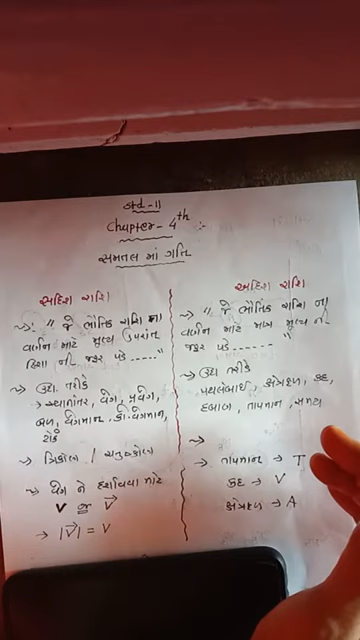 std-11
Chapter - 4th :-
સમતલ માં ગતિ
સદિશ રાશિ
" જે ભૌતિક રાશિ ના
વર્ણન માટે મૂલ્ય ઉપરાંત
દિશા ની જરૂર પડે ....."
→ ઉદા. તરીકે
→ સ્થાનાંતર, વેગ, પ્રવેગ,
બળ, વેગમાન, કો.વેગમાન,
ટોર્ક
→ ત્રિકોણ / ચતુષ્કોણ
→ વેગ ને દર્શાવવા માટે
V
→ |V⃗| = V
અદિશ રાશિ
→ " જે ભૌતિક રાશિ ના
વર્ણન માટે માત્ર મૂલ્ય ની
જરૂર પડે ....... "
→ ઉદા. તરીકે
પથલંબાઈ, ક્ષેત્રફળ, કદ,
દબાણ, તાપમાન, સમય
→ તાપમાન → T
કદ → V
ક્ષેત્રફળ → A